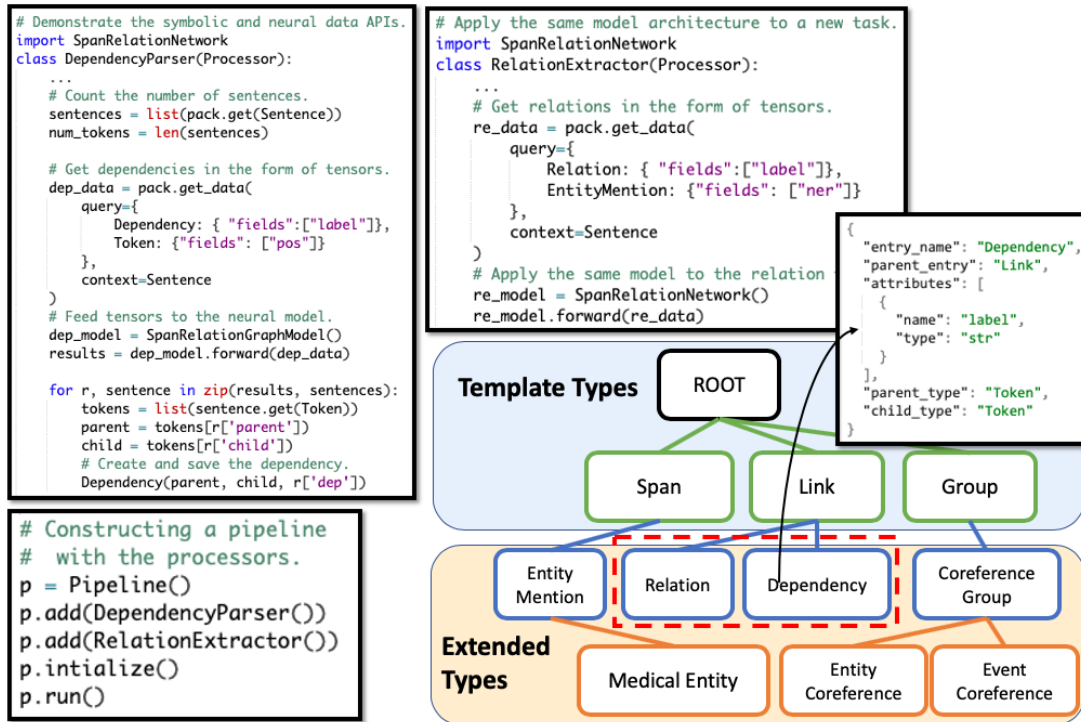 # Demonstrate the symbolic and neural data APIs.
import SpanRelationNetwork
class DependencyParser(Processor):
    ...
    # Count the number of sentences.
    sentences = list(pack.get(Sentence))
    num_tokens = len(sentences)

    # Get dependencies in the form of tensors.
    dep_data = pack.get_data(
        query={
            Dependency: { "fields":["label"]},
            Token: {"fields": ["pos"]}
        },
        context=Sentence
    )
    # Feed tensors to the neural model.
    dep_model = SpanRelationGraphModel()
    results = dep_model.forward(dep_data)

    for r, sentence in zip(results, sentences):
        tokens = list(sentence.get(Token))
        parent = tokens[r['parent'])
        child = tokens[r['child'])
        # Create and save the dependency.
        Dependency(parent, child, r['dep'])

# Constructing a pipeline
#  with the processors.
p = Pipeline()
p.add(DependencyParser())
p.add(RelationExtractor())
p.intialize()
p.run()

# Apply the same model architecture to a new task.
import SpanRelationNetwork
class RelationExtractor(Processor):
    ...
    # Get relations in the form of tensors.
    re_data = pack.get_data(
        query={
            Relation: { "fields":["label"]},
            EntityMention: {"fields": ["ner"]}
        },
        context=Sentence
    )
    # Apply the same model to the relation
    re_model = SpanRelationNetwork()
    re_model.forward(re_data)

{
  "entry_name": "Dependency",
  "parent_entry": "Link",
  "attributes": [
    {
      "name": "label",
      "type": "str"
    }
  ],
  "parent_type": "Token",
  "child_type": "Token"
}

Template Types
ROOT
Span
Link
Group
Entity
Mention
Relation
Dependency
Coreference
Group
Extended
Types
Medical Entity
Entity
Coreference
Event
Coreference